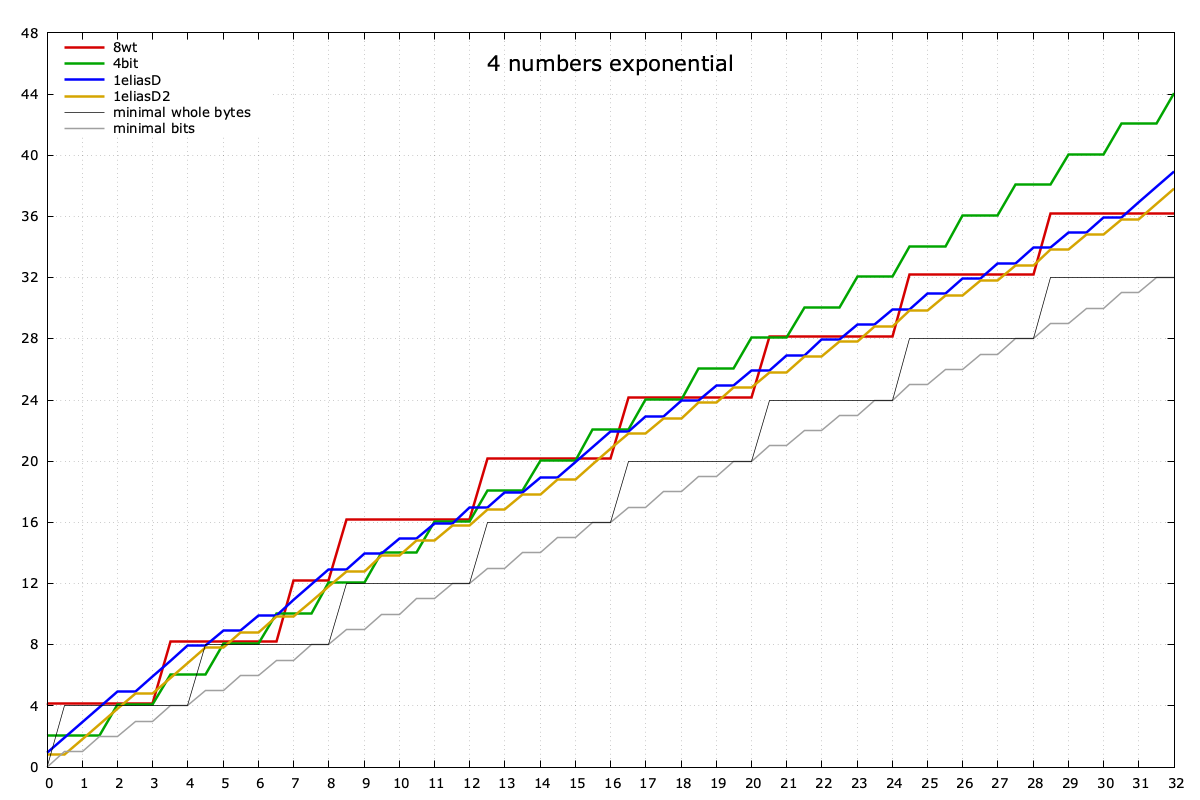 48
8wt
4 numbers exponential
4bit
1eliasD
44
1eliasD2
minimal whole bytes
minimal bits
40
36
32
28
24
20
16
12
8
4
0
0 1 2 3 4 5 6 7 8 9 10 11 12 13 14 15 16 17 18 19 20 21 22 23 24 25 26 27 28 29 30 31 32